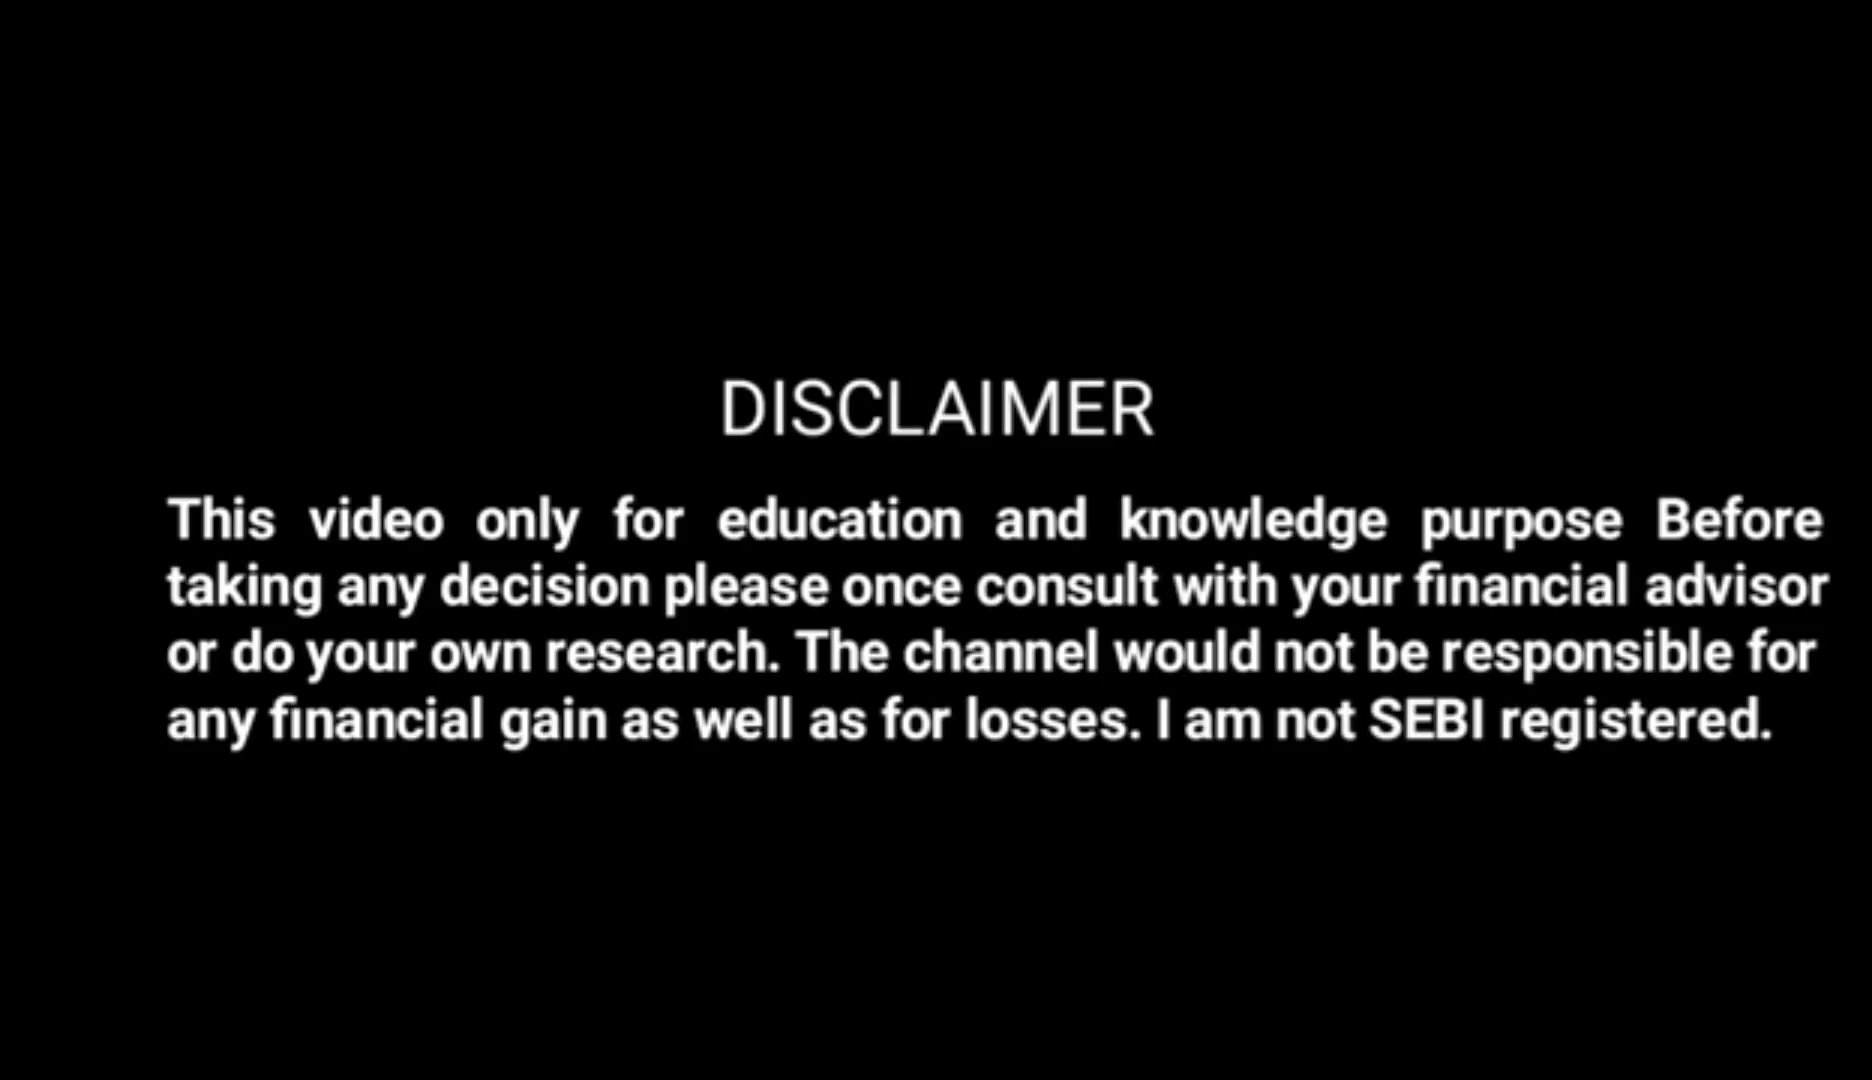 DISCLAIMER
This video only for education and knowledge purpose Before
taking any decision please once consult with your financial advisor
or do your own research. The channel would not be responsible for
any financial gain as well as for losses. I am not SEBI registered.